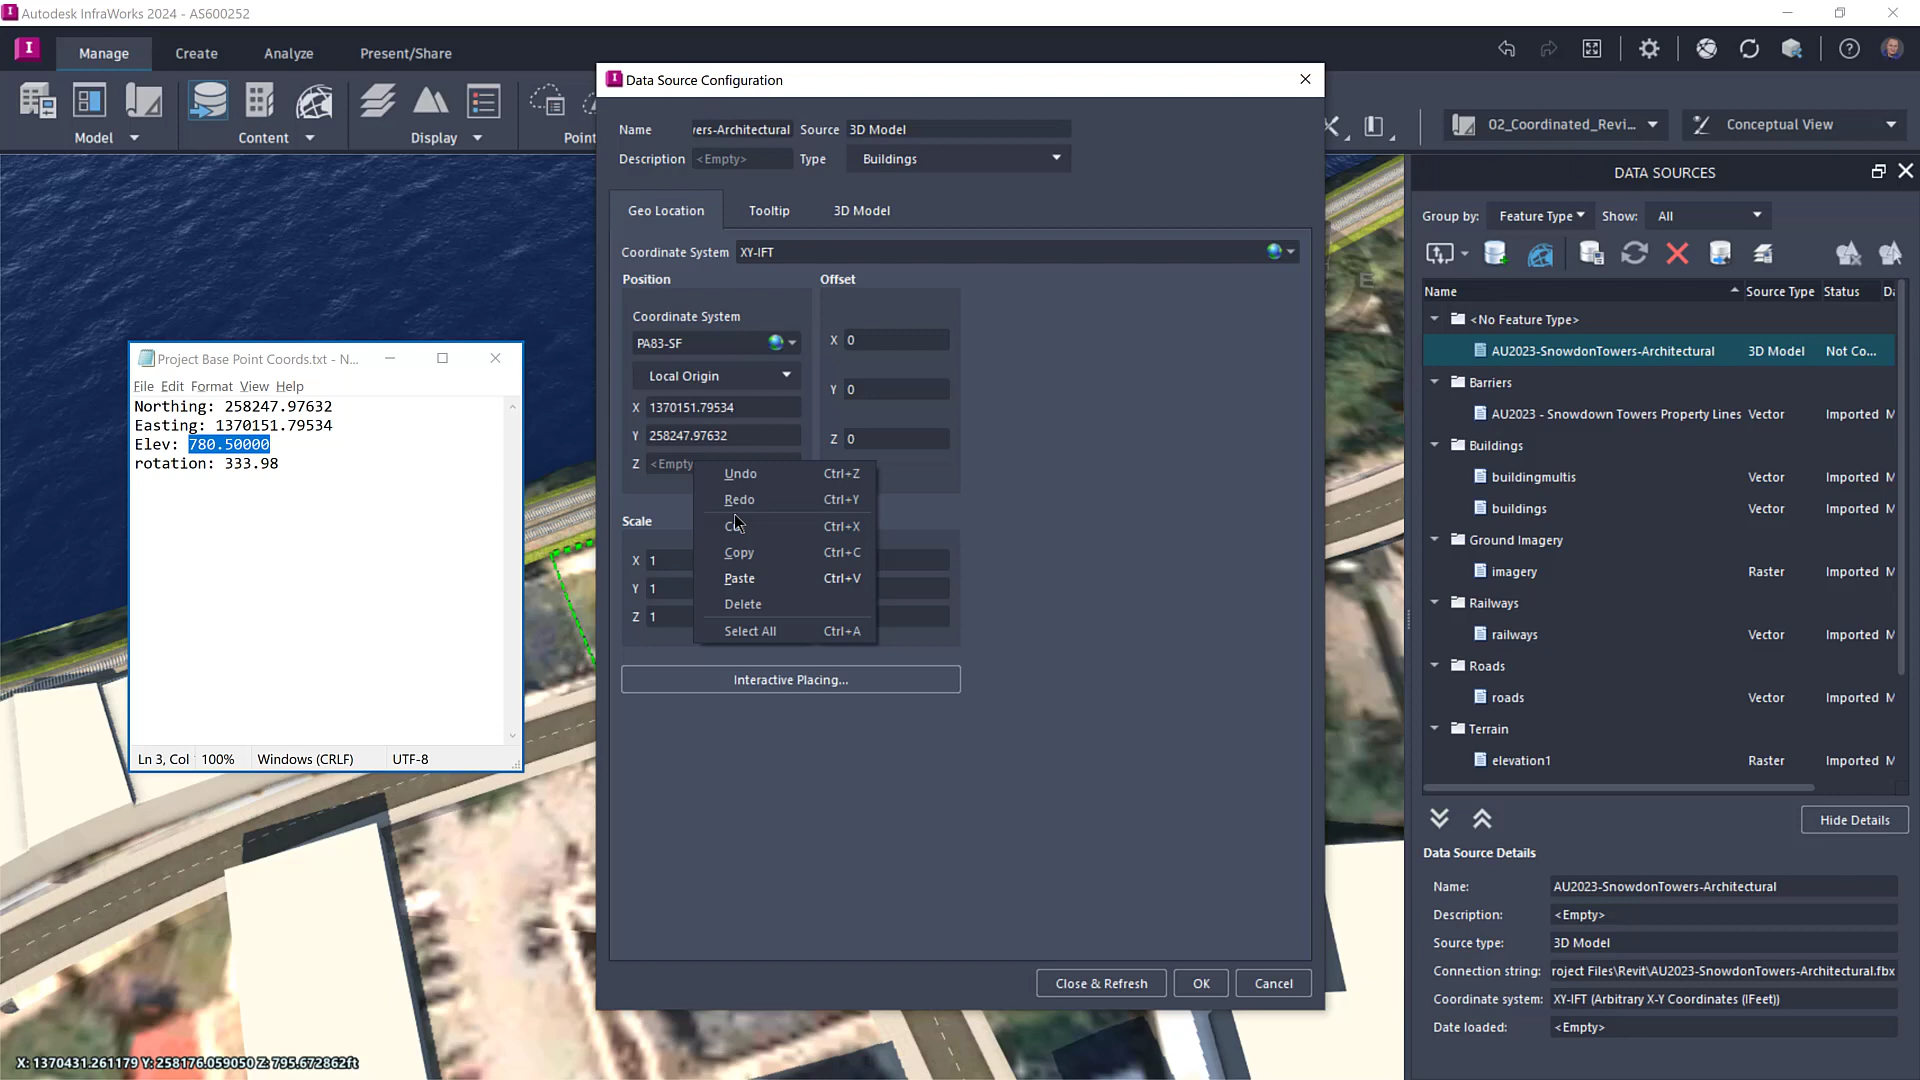 Autodesk InfraWorks 2024 - AS600252
Manage
Create
Analyze
Present/Share
Model
Content
Display
Point
02_Coordinated_Revi...
Conceptual View
Data Source Configuration
Name
ers-Architectural
Source
3D Model
Description
<Empty>
Type
Buildings
Geo Location
Tooltip
3D Model
Coordinate System
XY-IFT
Position
Offset
Coordinate System
PA83-SF
Local Origin
X 1370151.79534
Y 258247.97632
Z <Empty
X 0
Y 0
Z 0
Undo Ctrl+Z
Redo Ctrl+Y
Ctrl+X
Copy Ctrl+C
Paste Ctrl+V
Delete
Select All Ctrl+A
Scale
X 1
Y 1
Z 1
Interactive Placing...
Close & Refresh
OK
Cancel
Project Base Point Coords.txt - N...
File Edit Format View Help
Northing: 258247.97632
Easting: 1370151.79534
Elev: 780.50000
rotation: 333.98
Ln 3, Col
100%
Windows (CRLF)
UTF-8
DATA SOURCES
Group by:
Feature Type
Show:
All
Name
Source Type
Status
Da
<No Feature Type>
AU2023-SnowdonTowers-Architectural 3D Model Not Co...
Barriers
AU2023 - Snowdown Towers Property Lines Vector Imported M
Buildings
buildingmultis Vector Imported M
buildings Vector Imported M
Ground Imagery
imagery Raster Imported M
Railways
railways Vector Imported M
Roads
roads Vector Imported M
Terrain
elevation1 Raster Imported M
Hide Details
Data Source Details
Name: AU2023-SnowdonTowers-Architectural
Description: <Empty>
Source type: 3D Model
Connection string: roject Files\Revit\AU2023-SnowdonTowers-Architectural.fbx
Coordinate system: XY-IFT (Arbitrary X-Y Coordinates (IFeet))
Date loaded: <Empty>
X: 1370431.261179 Y: 258176.059050 Z: 795.672862ft